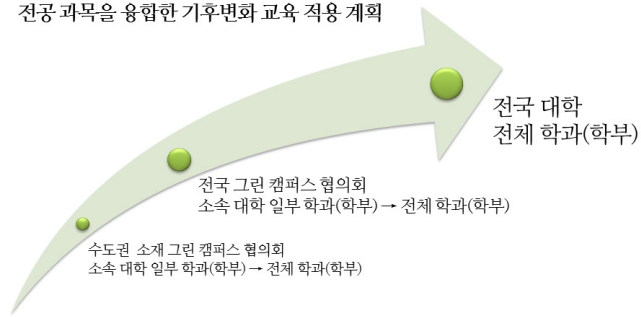 전공 과목을 융합한 기후변화 교육 적용 계획
전국 대학
전체 학과(학부)
전국 그린 캠퍼스 협의회
소속 대학 일부 학과(학부) → 전체 학과(학부)
수도권 소재 그린 캠퍼스 협의회
소속 대학 일부 학과(학부) → 전체 학과(학부)